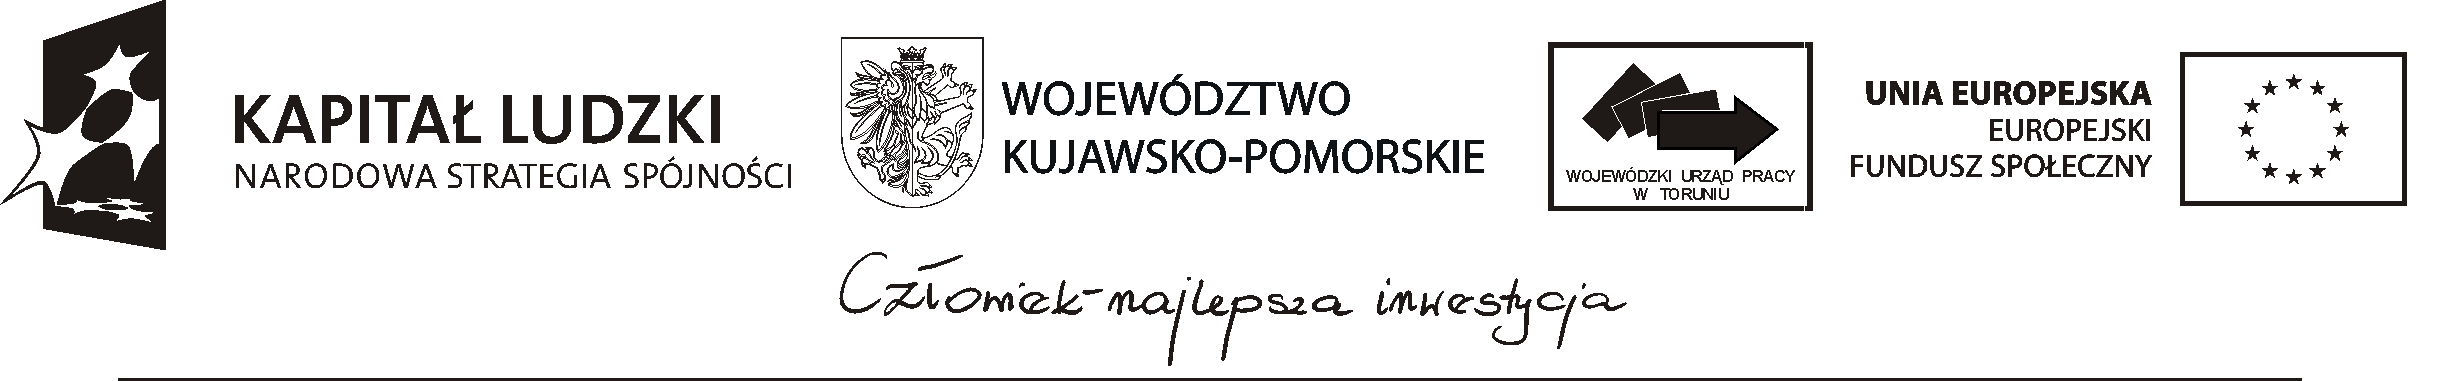 KAPITAŁ LUDZKI
NARODOWA STRATEGIA SPÓJNOŚCI
WOJEWÓDZTWO
KUJAWSKO-POMORSKIE
WOJEWÓDZKI URZĄD PRACY
W TORUNIU
UNIA EUROPEJSKA
EUROPEJSKI
FUNDUSZ SPOŁECZNY
Człowiek-najlepsza inwestycja